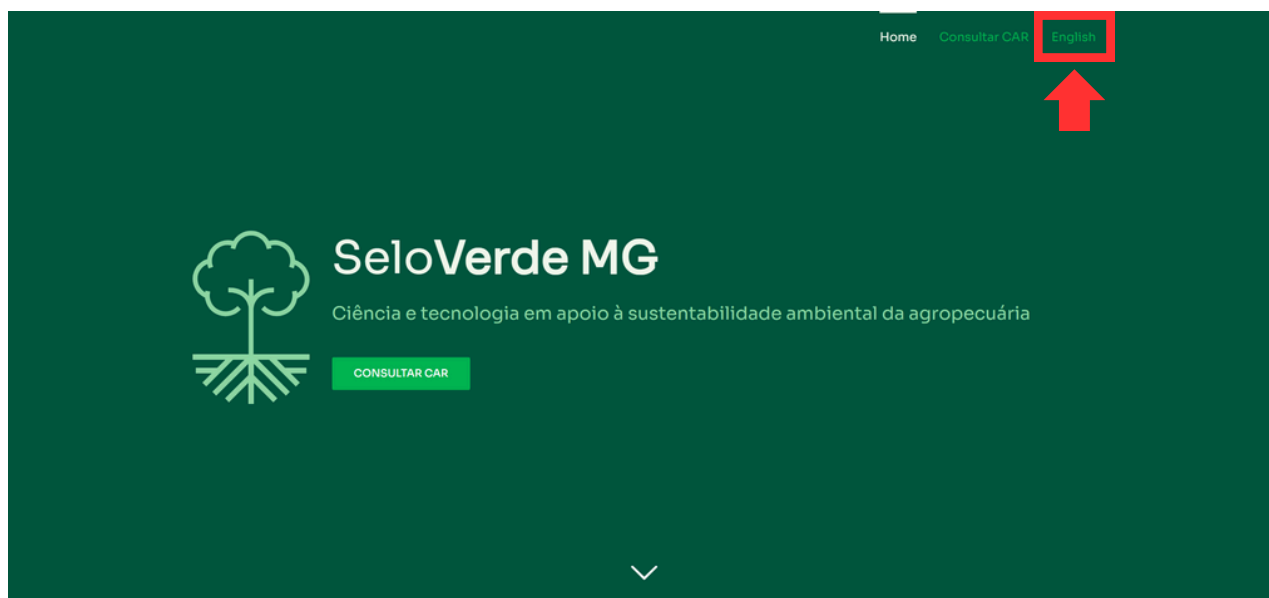 Home Consultar CAR English
SeloVerde MG
Ciência e tecnologia em apoio à sustentabilidade ambiental da agropecuária
CONSULTAR CAR